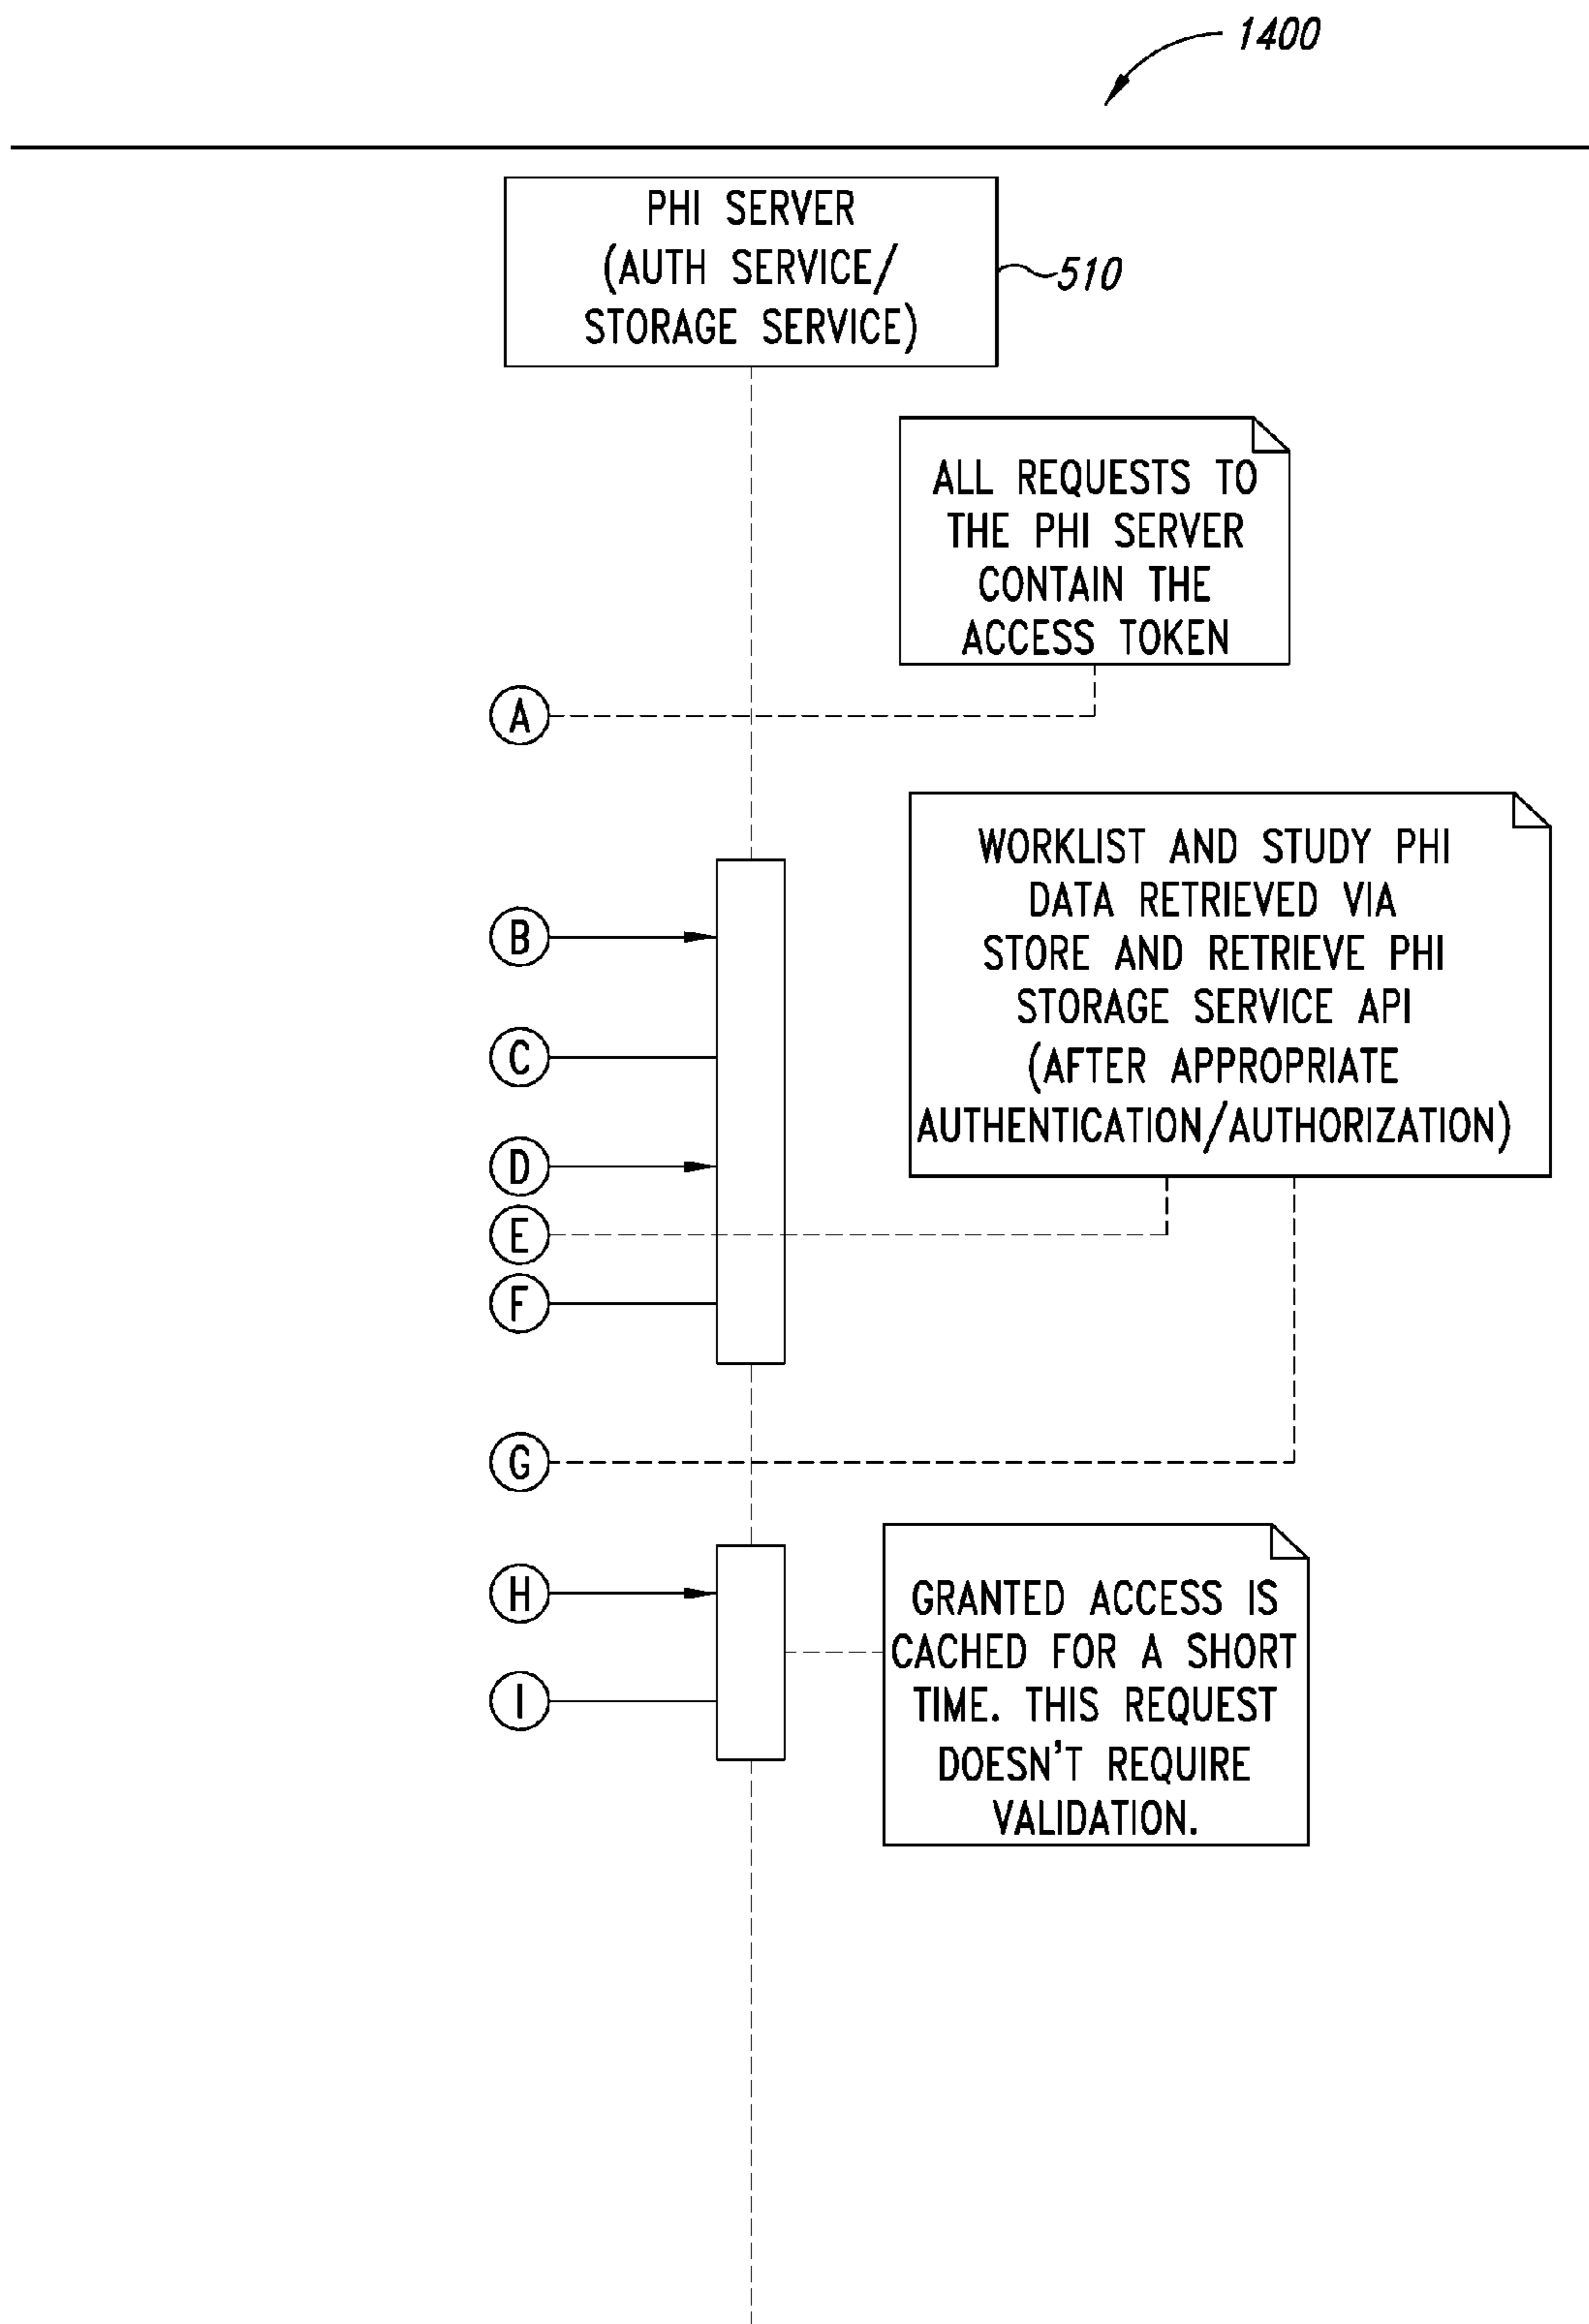 1400
PHI SERVER
(AUTH SERVICE/
STORAGE SERVICE)
510
ALL REQUESTS TO
THE PHI SERVER
CONTAIN THE
ACCESS TOKEN
A
WORKLIST AND STUDY PHI
DATA RETRIEVED VIA
STORE AND RETRIEVE PHI
STORAGE SERVICE API
(AFTER APPROPRIATE
AUTHENTICATION/AUTHORIZATION)
B
C
D
E
F
G
H
I
GRANTED ACCESS IS
CACHED FOR A SHORT
TIME. THIS REQUEST
DOESN'T REQUIRE
VALIDATION.